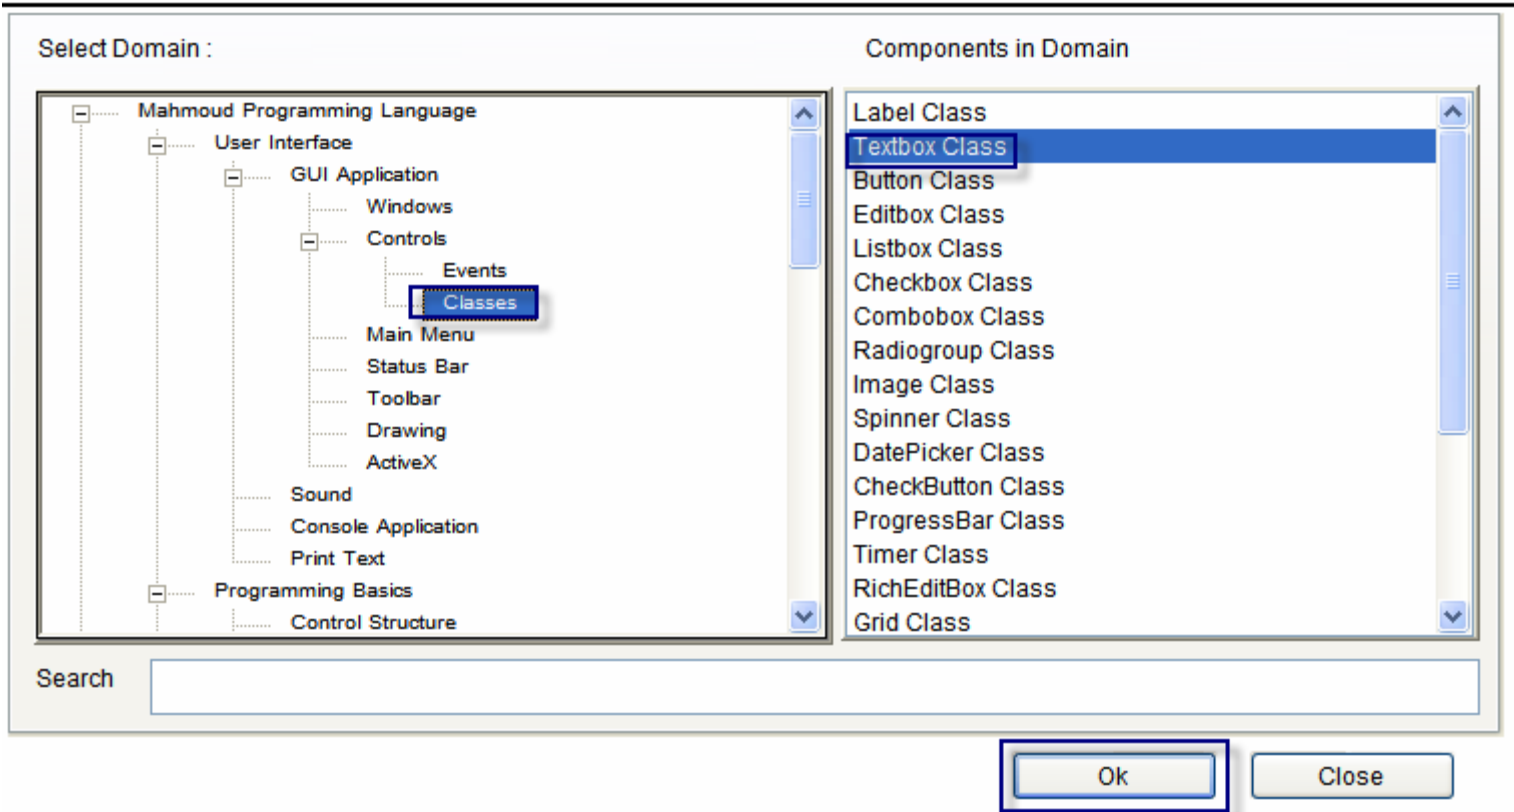 Select Domain :
Mahmoud Programming Language
User Interface
GUI Application
Windows
Controls
Events
Classes
Main Menu
Status Bar
Toolbar
Drawing
ActiveX
Sound
Console Application
Print Text
Programming Basics
Control Structure
Components in Domain
Label Class
Textbox Class
Button Class
Editbox Class
Listbox Class
Checkbox Class
Combobox Class
Radiogroup Class
Image Class
Spinner Class
DatePicker Class
CheckButton Class
ProgressBar Class
Timer Class
RichEditBox Class
Grid Class
Search
Ok
Close